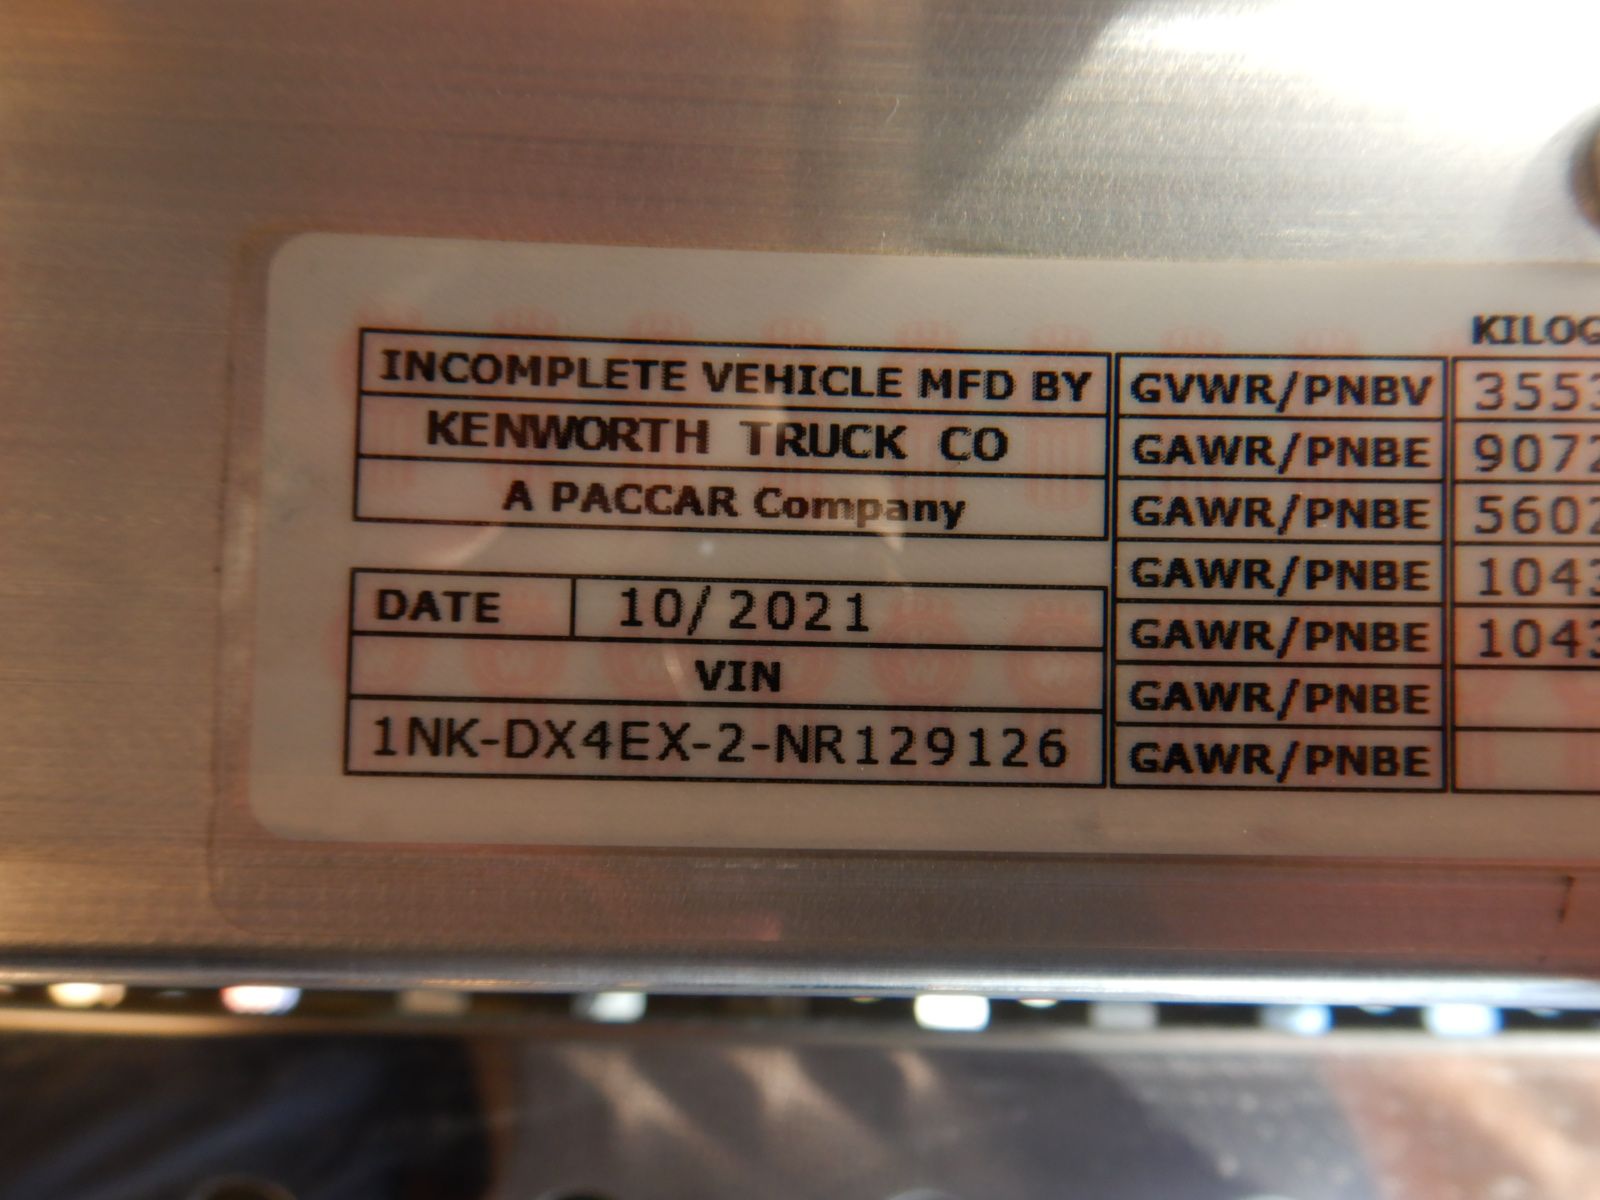 KILOG
INCOMPLETE VEHICLE MFD BY
KENWORTH TRUCK CO
A PACCAR Company
DATE 10/2021
VIN
1NK-DX4EX-2-NR129126
GVWR/PNBV 3553
GAWR/PNBE 9072
GAWR/PNBE 5602
GAWR/PNBE 1043
GAWR/PNBE 1043
GAWR/PNBE
GAWR/PNBE